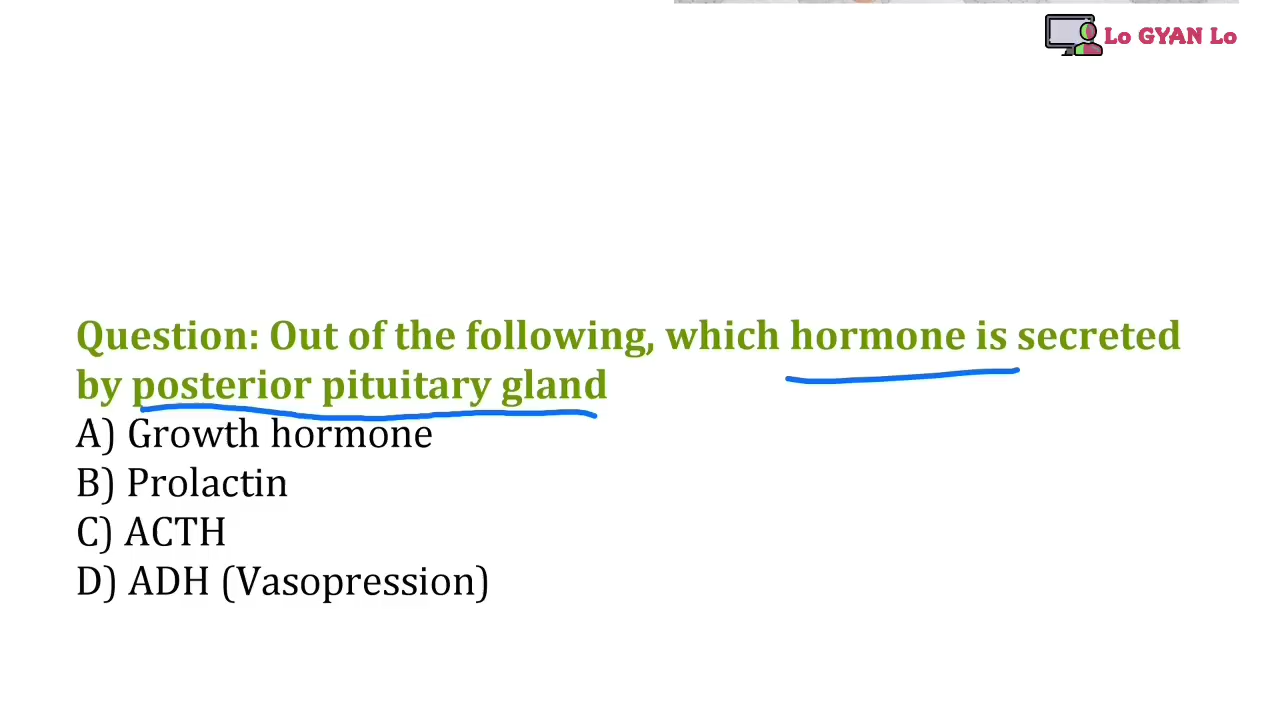 Lo GYAN Lo
Question: Out of the following, which hormone is secreted
by posterior pituitary gland
A) Growth hormone
B) Prolactin
C) ACTH
D) ADH (Vasopression)